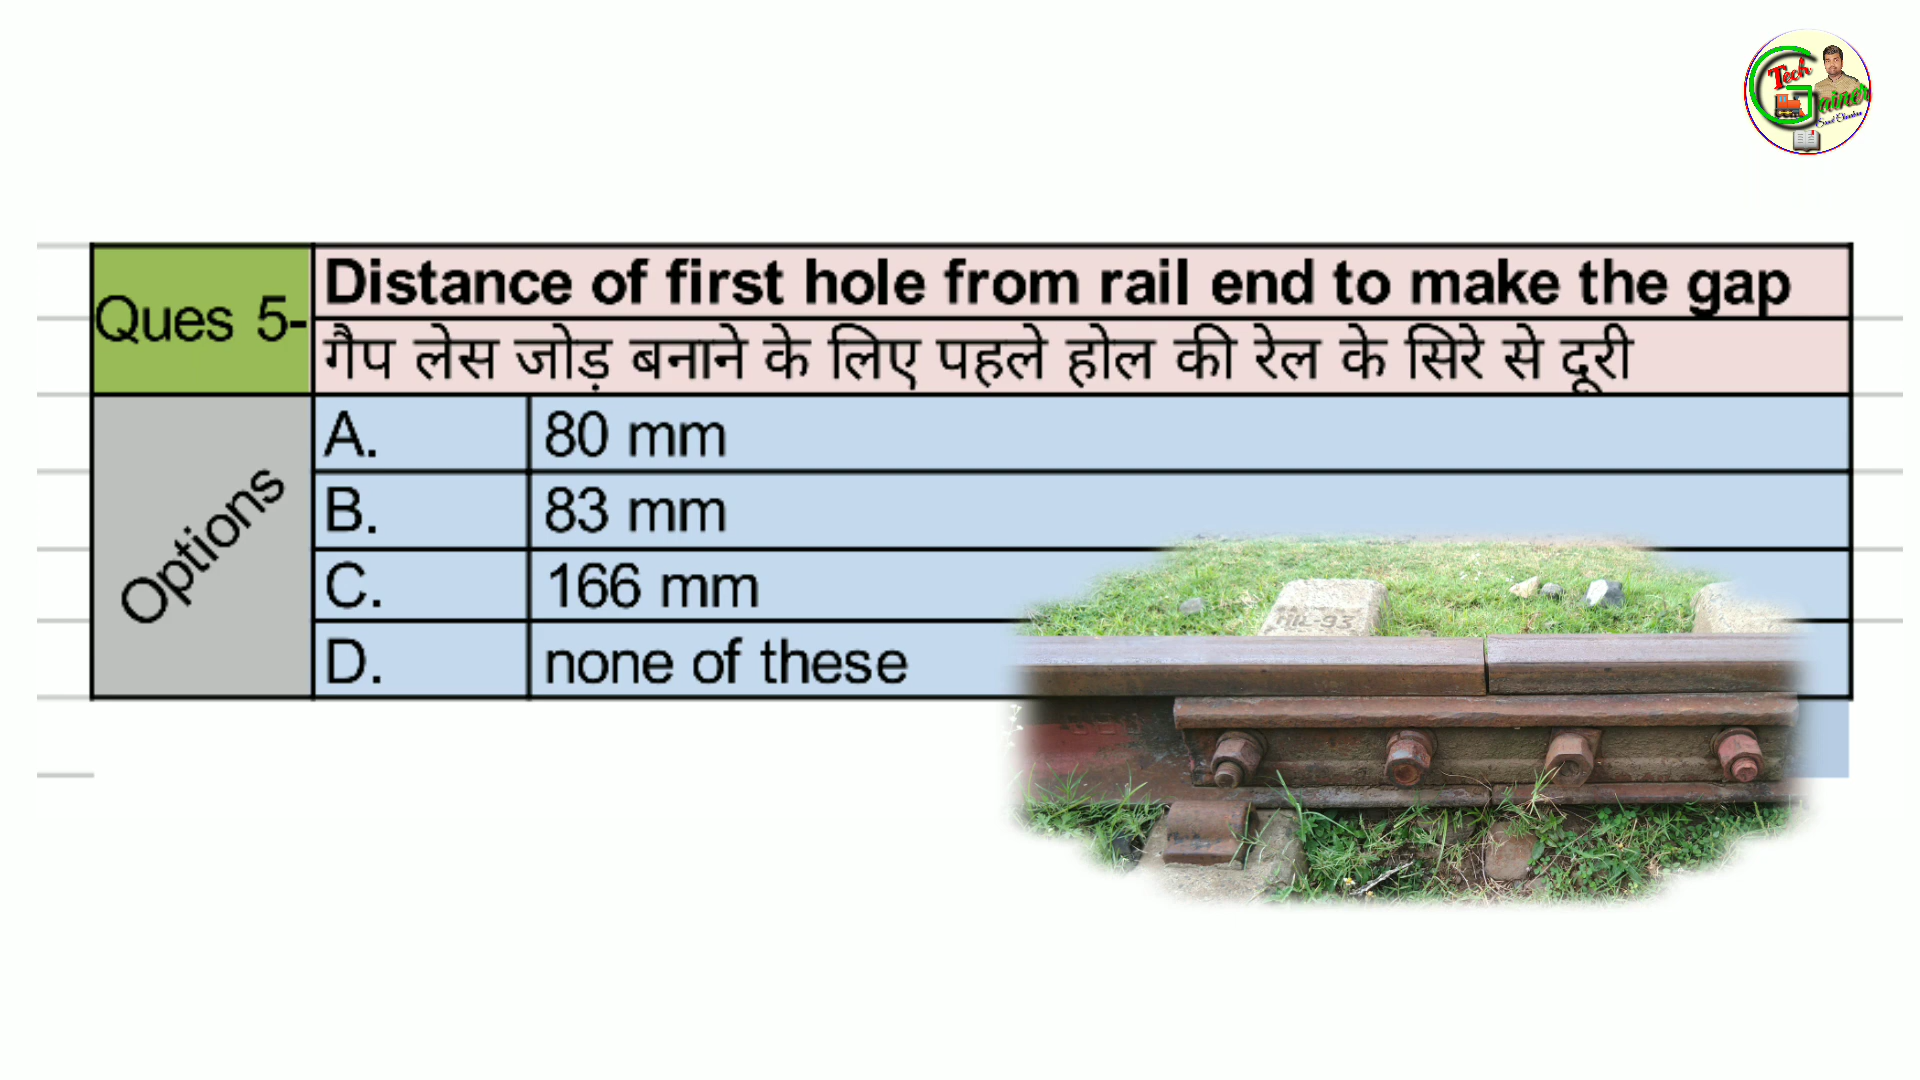 Tech
Gainer
Ques 5-
Distance of first hole from rail end to make the gap
गैप लेस जोड़ बनाने के लिए पहले होल की रेल के सिरे से दूरी
Options
A. 80 mm
B. 83 mm
C. 166 mm
D. none of these